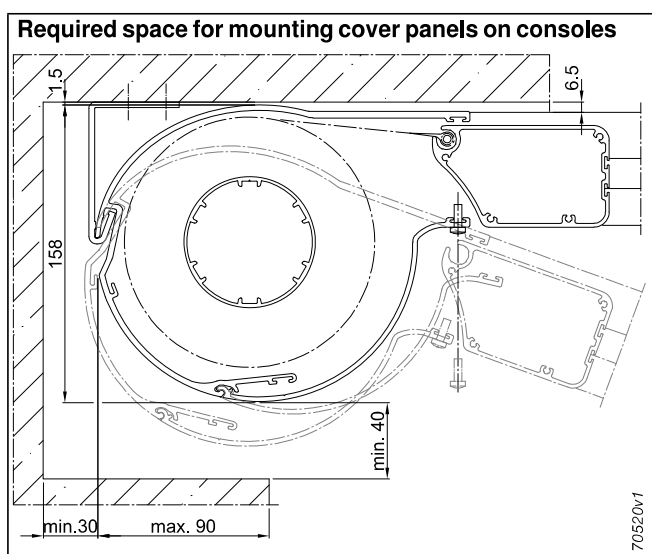 Required space for mounting cover panels on consoles
1.5
6.5
158
min. 40
min.30
max. 90
70520v1